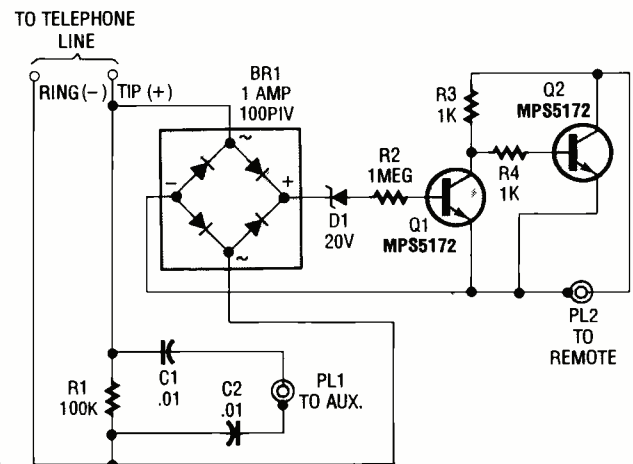 TO TELEPHONE
LINE
RING (-)
TIP (+)
BR1
1 AMP
100PIV
~
-
+
~
D1
20V
R2
1MEG
R3
1K
Q1
MPS5172
R4
1K
Q2
MPS5172
PL2
TO
REMOTE
R1
100K
C1
.01
C2
.01
PL1
TO AUX.